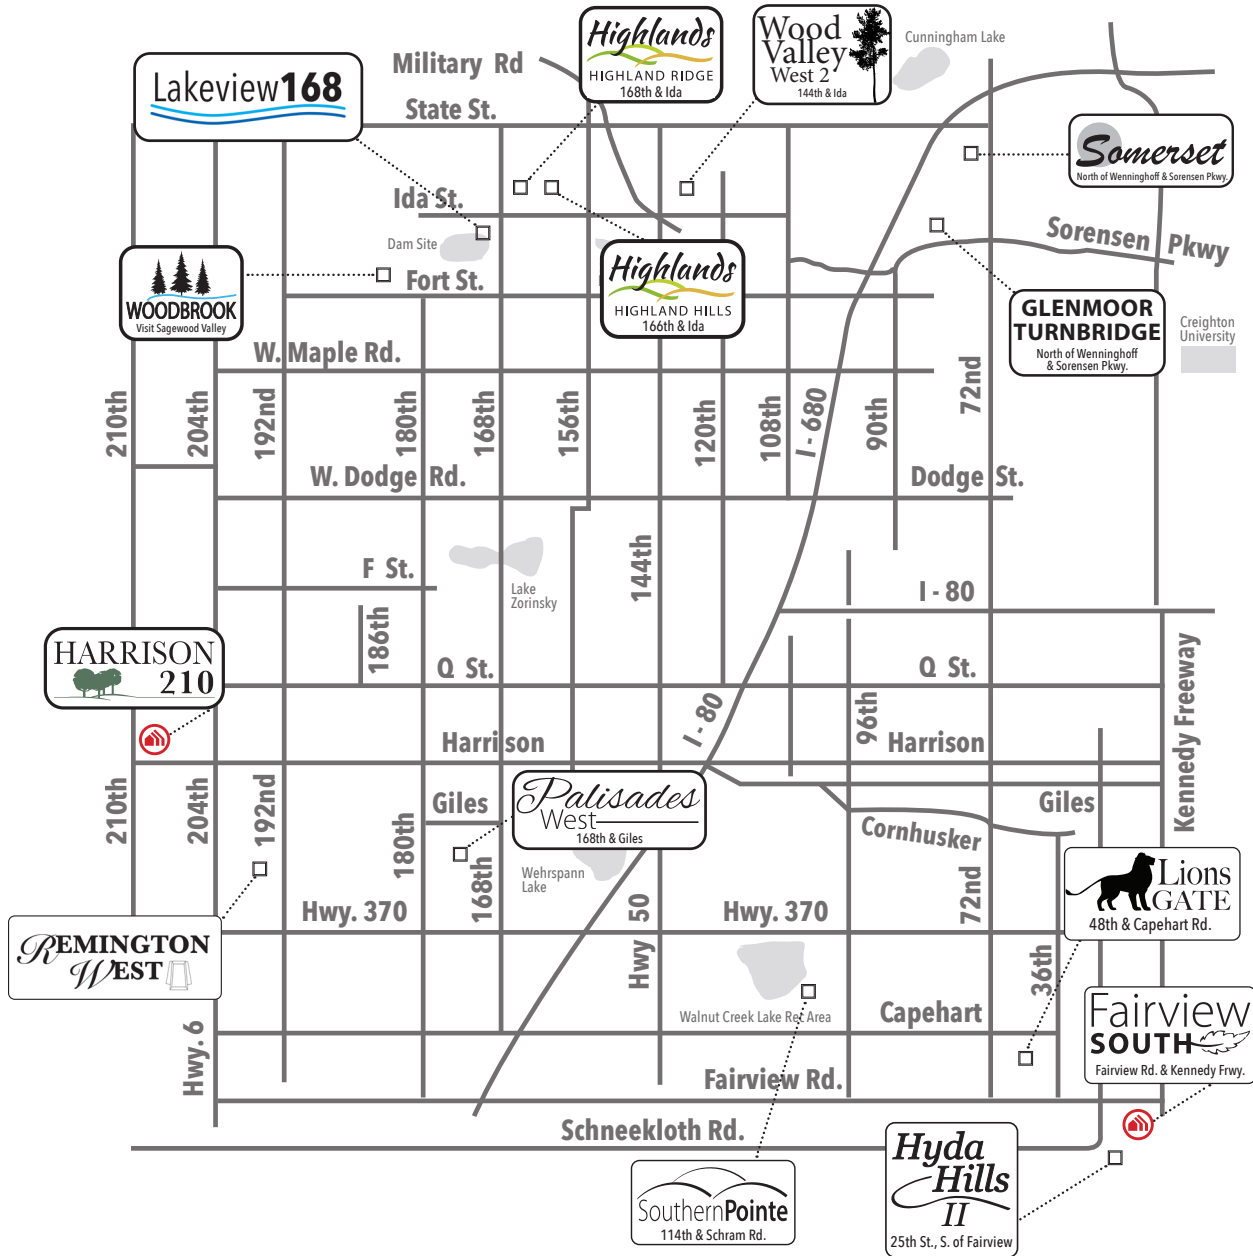 Military Rd
State St.
Lakeview168
Highlands
HIGHLAND RIDGE
168th & Ida
Wood
Valley
West 2
144th & Ida
Cunningham Lake
Somerset
North of Wenninghoff & Sorensen Pkwy.
Ida St.
Dam Site
Fort St.
WOODBROOK
Visit Sagewood Valley
Highlands
HIGHLAND HILLS
166th & Ida
Sorensen Pkwy
GLENMOOR
TURNBRIDGE
North of Wenninghoff
& Sorensen Pkwy.
Creighton
University
W. Maple Rd.
210th
204th
192nd
180th
168th
156th
120th
108th
I - 680
90th
72nd
W. Dodge Rd.
Dodge St.
F St.
Lake
Zorinsky
144th
I - 80
186th
HARRISON
210
Q St.
Q St.
I - 80
96th
Kennedy Freeway
Harrison
Harrison
210th
204th
192nd
180th
Giles
168th
Palisades
West
168th & Giles
Giles
Cornhusker
Wehrspann
Lake
Lions
GATE
48th & Capehart Rd.
Hwy. 370
Hwy 50
Hwy. 370
72nd
36th
REMINGTON
WEST
Walnut Creek Lake Rec Area
Capehart
Fairview
SOUTH
Fairview Rd. & Kennedy Frwy.
Hwy. 6
Fairview Rd.
Schneekloth Rd.
SouthernPointe
114th & Schram Rd.
Hyda
Hills
II
25th St., S. of Fairview